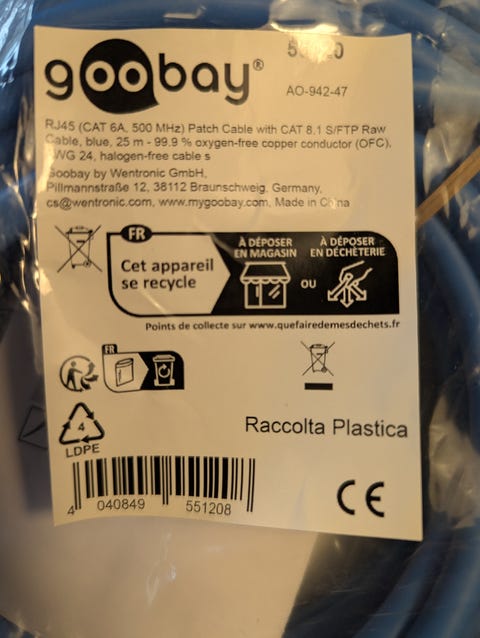 goobay®
AO-942-47
RJ45 (CAT 6A, 500 MHz) Patch Cable with CAT 8.1 S/FTP Raw
Cable, blue, 25 m - 99.9 % oxygen-free copper conductor (OFC),
AWG 24, halogen-free cable s
Goobay by Wentronic GmbH,
Pillmannstraße 12, 38112 Braunschweig, Germany,
cs@wentronic.com, www.mygoobay.com, Made in China
FR
Cet appareil
se recycle
À DÉPOSER
EN MAGASIN
OU
À DÉPOSER
EN DÉCHÈTERIE
Points de collecte sur www.quefairedemesdechets.fr
FR
4
LDPE
Raccolta Plastica
4 040849 551208
CE